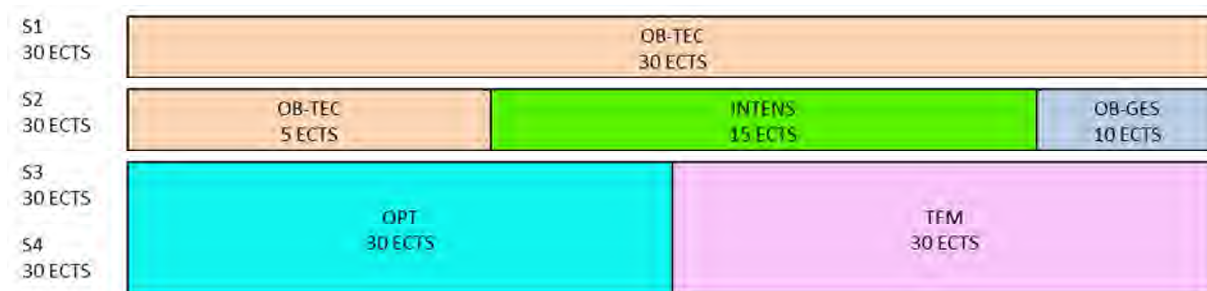 S1
30 ECTS
OB-TEC
30 ECTS
S2
30 ECTS
OB-TEC
5 ECTS
INTENS
15 ECTS
OB-GES
10 ECTS
S3
30 ECTS
S4
30 ECTS
OPT
30 ECTS
TFM
30 ECTS